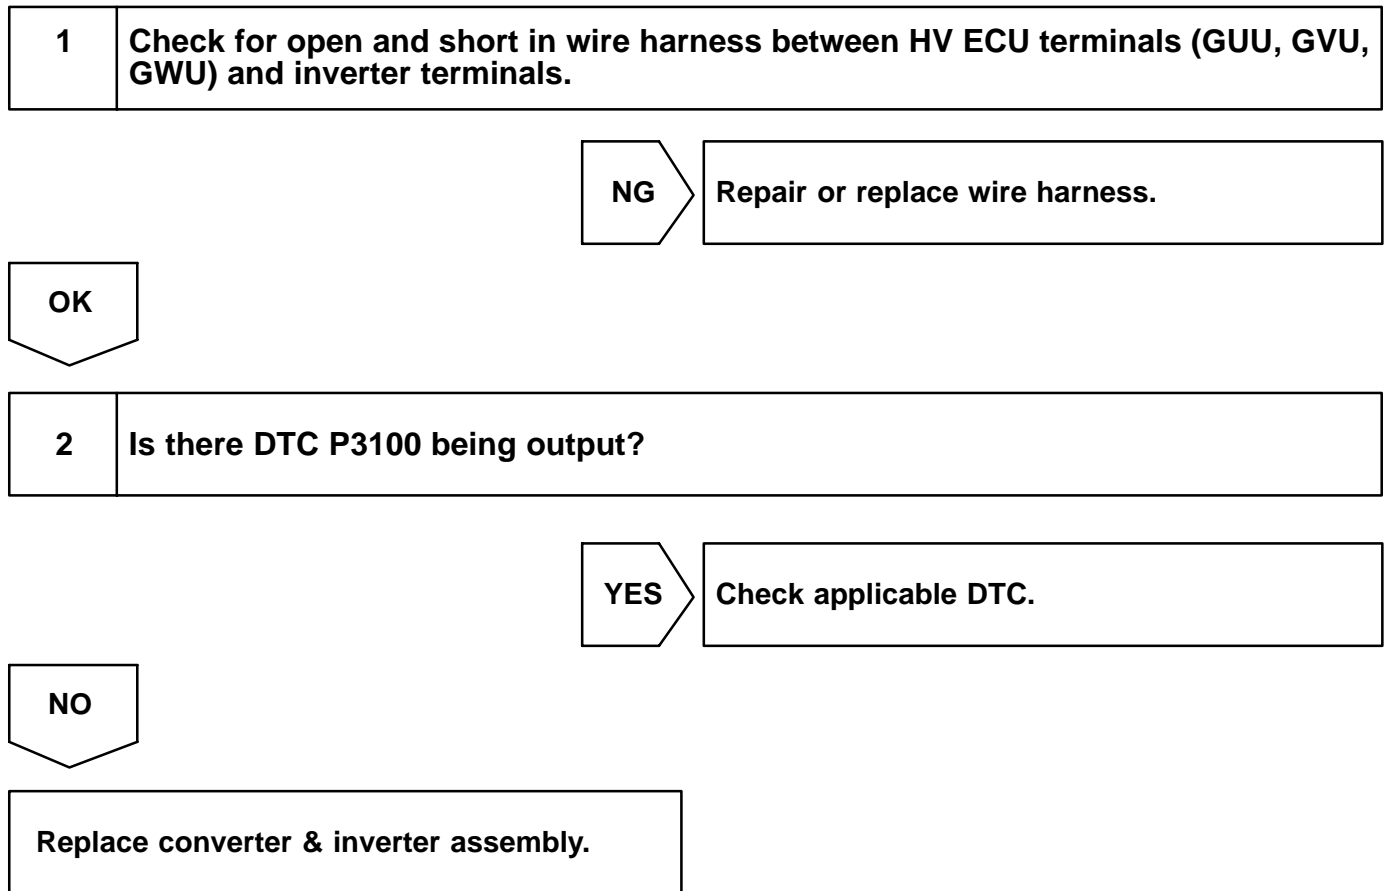 1
Check for open and short in wire harness between HV ECU terminals (GUU, GVU,
GWU) and inverter terminals.
NG
Repair or replace wire harness.
OK
2
Is there DTC P3100 being output?
YES
Check applicable DTC.
NO
Replace converter & inverter assembly.